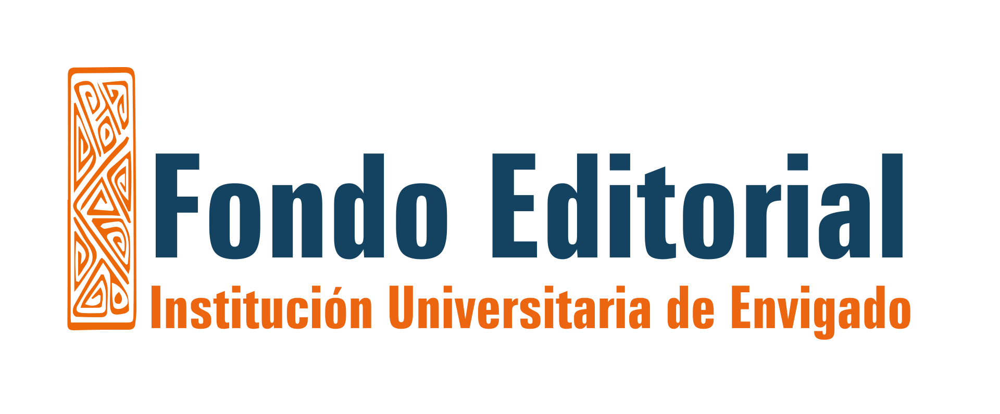 Fondo Editorial
Institución Universitaria de Envigado